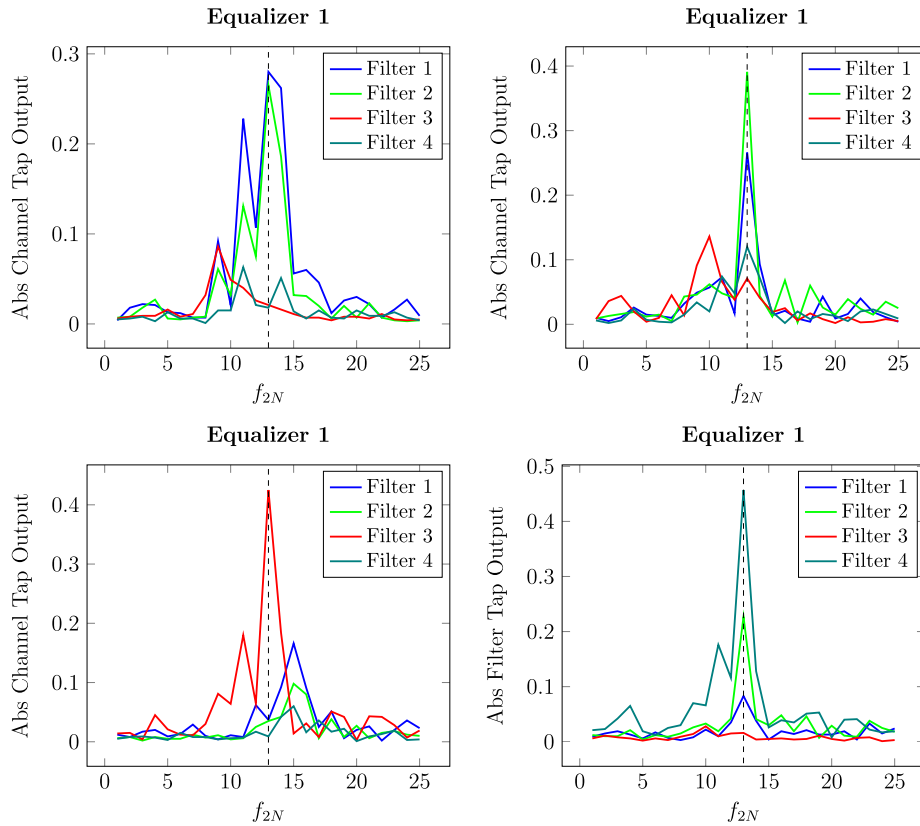 Equalizer 1
Abs Channel Tap Output
0.3
0.2
0.1
0
0 5 10 15 20 25
f2N
Filter 1
Filter 2
Filter 3
Filter 4
Equalizer 1
Abs Channel Tap Output
0.4
0.3
0.2
0.1
0
0 5 10 15 20 25
f2N
Filter 1
Filter 2
Filter 3
Filter 4
Equalizer 1
Abs Channel Tap Output
0.4
0.3
0.2
0.1
0
0 5 10 15 20 25
f2N
Filter 1
Filter 2
Filter 3
Filter 4
Equalizer 1
Abs Filter Tap Output
0.5
0.4
0.3
0.2
0.1
0
0 5 10 15 20 25
f2N
Filter 1
Filter 2
Filter 3
Filter 4